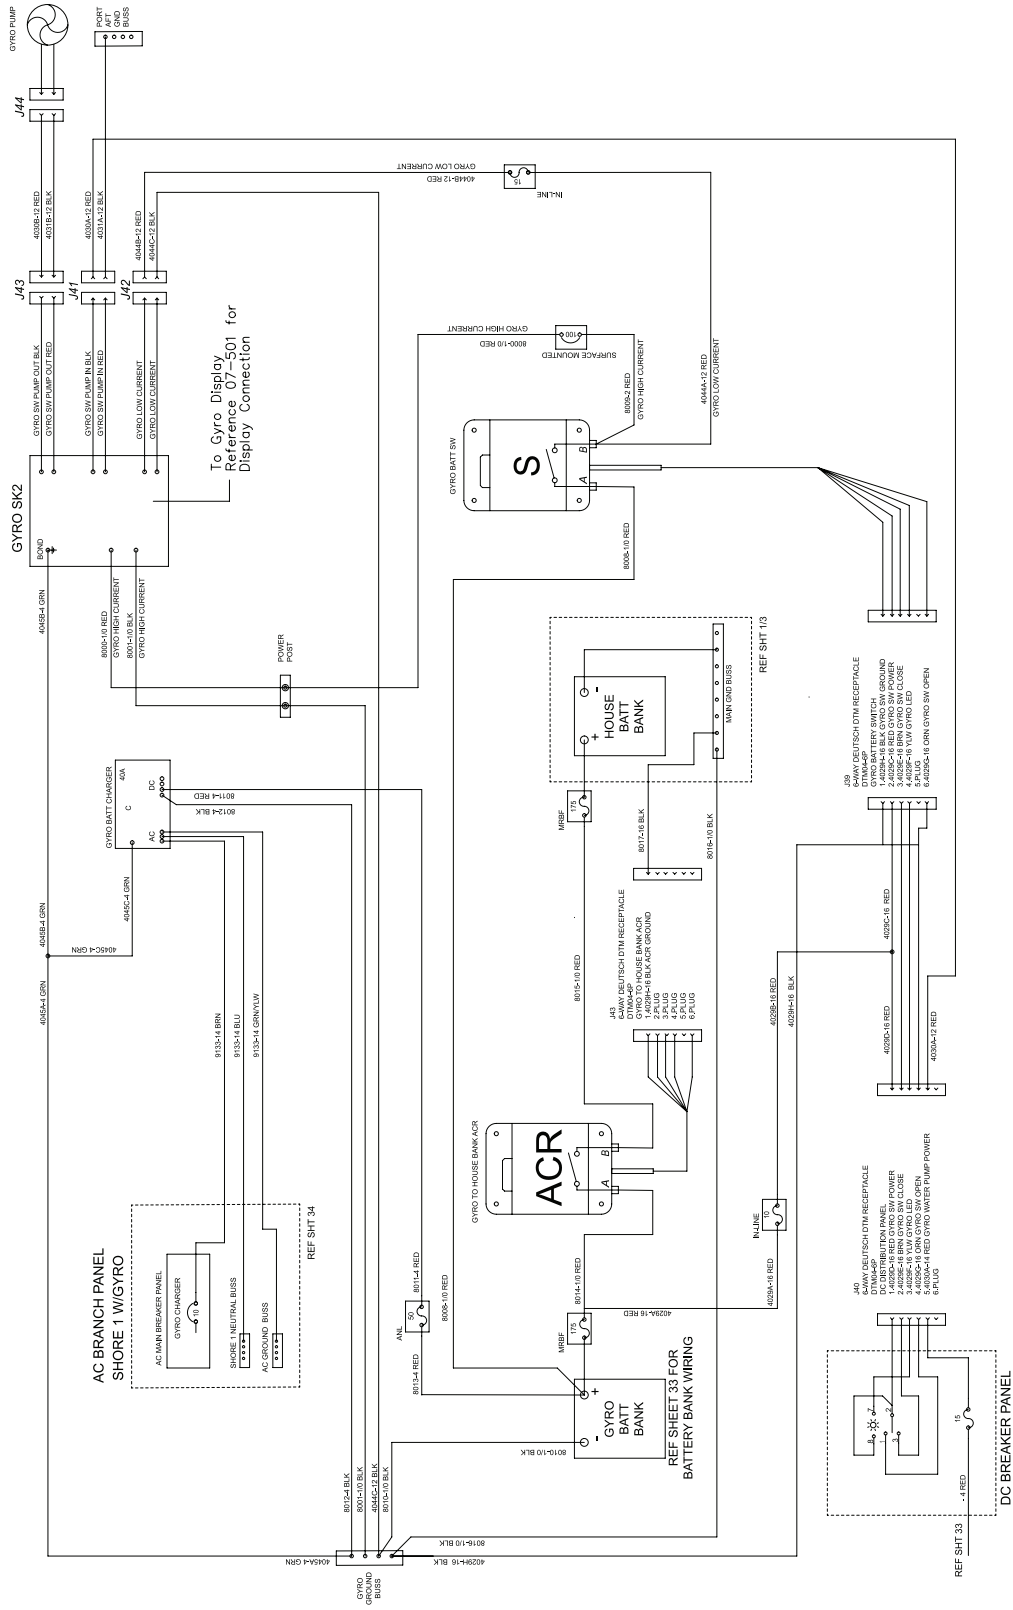 GYRO PUMP
PORT
AFT
GND
BUSS
J44
4030B-12 RED
4031B-12 BLK
4030A-12 RED
4031A-12 BLK
4044B-12 RED
4044C-12 BLK
GYRO LOW CURRENT
4044B-12 RED
15
IN-LINE
J43
J41
J42
GYRO SW PUMP OUT BLK
GYRO SW PUMP OUT RED
GYRO SW PUMP IN BLK
GYRO SW PUMP IN RED
GYRO LOW CURRENT
GYRO LOW CURRENT
To Gyro Display
Reference 07-501 for
Display Connection
GYRO HIGH CURRENT
8000-1/0 RED
100
SURFACE MOUNTED
8009-2 RED
GYRO HIGH CURRENT
4044A-12 RED
GYRO LOW CURRENT
GYRO SK2
BOND
GYRO BATT SW
S
A
B
4045B-4 GRN
8000-1/0 RED
GYRO HIGH CURRENT
8001-1/0 BLK
GYRO HIGH CURRENT
POWER
POST
8008-1/0 RED
GYRO BATT CHARGER
40A
C
DC
AC
8011-4 RED
8012-4 BLK
HOUSE
BATT
BANK
+
-
MAIN GND BUSS
REF SHT 1/3
MRBF
175
8017-16 BLK
8016-1/0 BLK
J39
6-WAY DEUTSCH DTM RECEPTACLE
DTM04-6P
GYRO BATTERY SWITCH
1.4029H-16 BLK GYRO SW GROUND
2.4029C-16 RED GYRO SW POWER
3.4029E-16 BRN GYRO SW CLOSE
4.4029F-16 YLW GYRO LED
5.PLUG
6.4029G-16 ORN GYRO SW OPEN
4045B-4 GRN
4045C-4 GRN
4045C-4 GRN
4045A-4 GRN
9133-14 BRN
9133-14 BLU
9133-14 GRN/YLW
8015-1/0 RED
J43
6-WAY DEUTSCH DTM RECEPTACLE
DTM04-6P
GYRO TO HOUSE BANK ACR
1.4029H-16 BLK ACR GROUND
2.PLUG
3.PLUG
4.PLUG
5.PLUG
6.PLUG
4029B-16 RED
4029H-16 BLK
4029C-16 RED
4029D-16 RED
4030A-12 RED
GYRO TO HOUSE BANK ACR
ACR
A
B
AC BRANCH PANEL
SHORE 1 W/GYRO
AC MAIN BREAKER PANEL
GYRO CHARGER
10
SHORE 1 NEUTRAL BUSS
AC GROUND BUSS
REF SHT 34
8011-4 RED
8008-1/0 RED
ANL
50
8013-4 RED
8014-1/0 RED
4029A-16 RED
MRBF
175
IN-LINE
10
4029A-16 RED
J40
6-WAY DEUTSCH DTM RECEPTACLE
DTM04-6P
DC DISTRIBUTION PANEL
1.4029D-16 RED GYRO SW POWER
2.4029E-16 BRN GYRO SW CLOSE
3.4029F-16 YLW GYRO LED
4.4029G-16 ORN GYRO SW OPEN
5.4030A-14 RED GYRO WATER PUMP POWER
6.PLUG
GYRO
BATT
BANK
+
-
REF SHEET 33 FOR
BATTERY BANK WIRING
8010-1/0 BLK
8012-4 BLK
8001-1/0 BLK
4044C-12 BLK
8010-1/0 BLK
4045A-4 GRN
GYRO
GROUND
BUSS
8016-1/0 BLK
4029H-16 BLK
7
8
2
1
3
15
- 4 RED
DC BREAKER PANEL
REF SHT 33